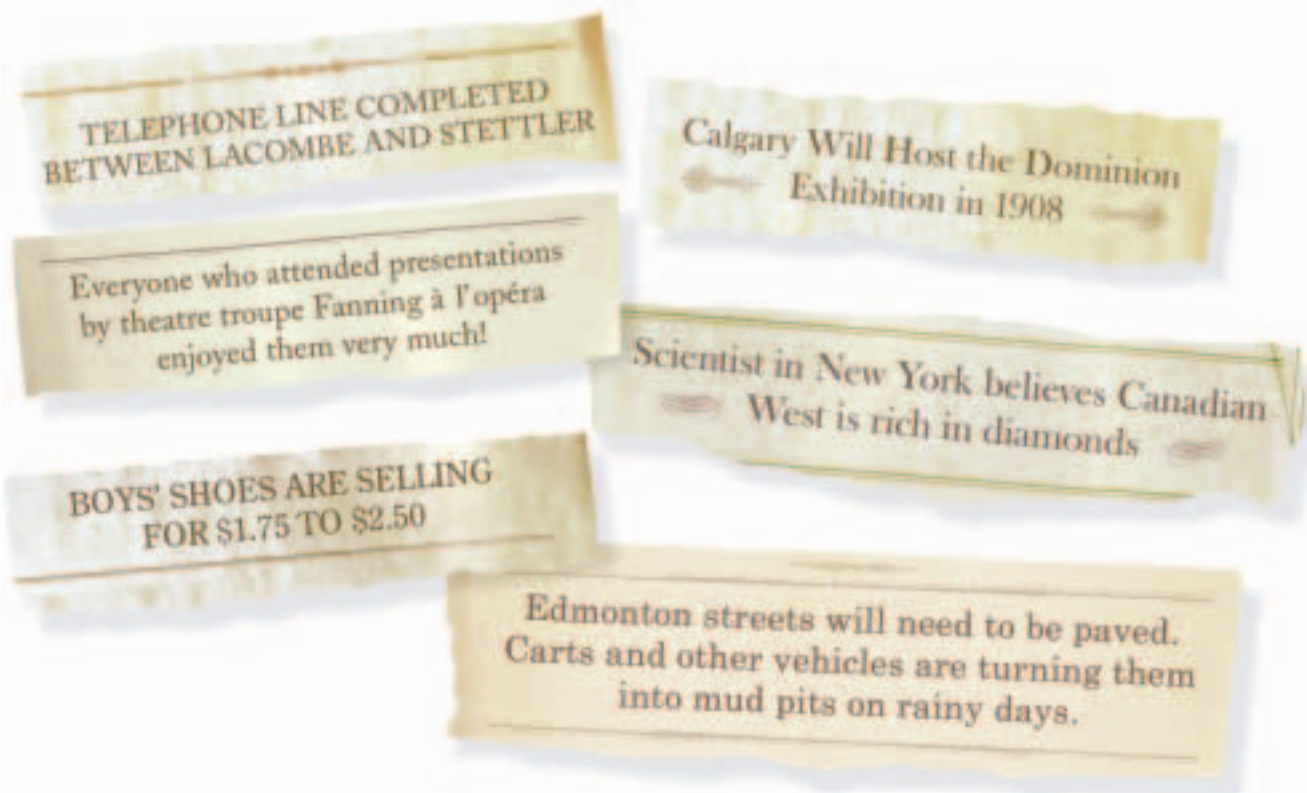 TELEPHONE LINE COMPLETED
BETWEEN LACOMBE AND STETTLER
Calgary Will Host the Dominion
Exhibition in 1908
Everyone who attended presentations
by theatre troupe Fanning à l'opéra
enjoyed them very much!
Scientist in New York believes Canadian
West is rich in diamonds
BOYS' SHOES ARE SELLING
FOR $1.75 TO $2.50
Edmonton streets will need to be paved.
Carts and other vehicles are turning them
into mud pits on rainy days.